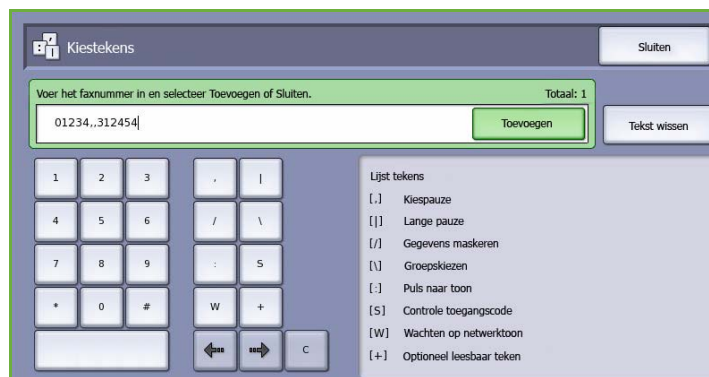 Kiestekens
Sluiten
Voer het faxnummer in en selecteer Toevoegen of Sluiten.
Totaal: 1
01234,,312454
Toevoegen
Tekst wissen
1 2 3 , |
4 5 6 / \
7 8 9 : S
* 0 # W +
C
Lijst tekens
[,] Kiespauze
[|] Lange pauze
[/] Gegevens maskeren
[\] Groepskiezen
[:] Puls naar toon
[S] Controle toegangscode
[W] Wachten op netwerktoon
[+] Optioneel leesbaar teken